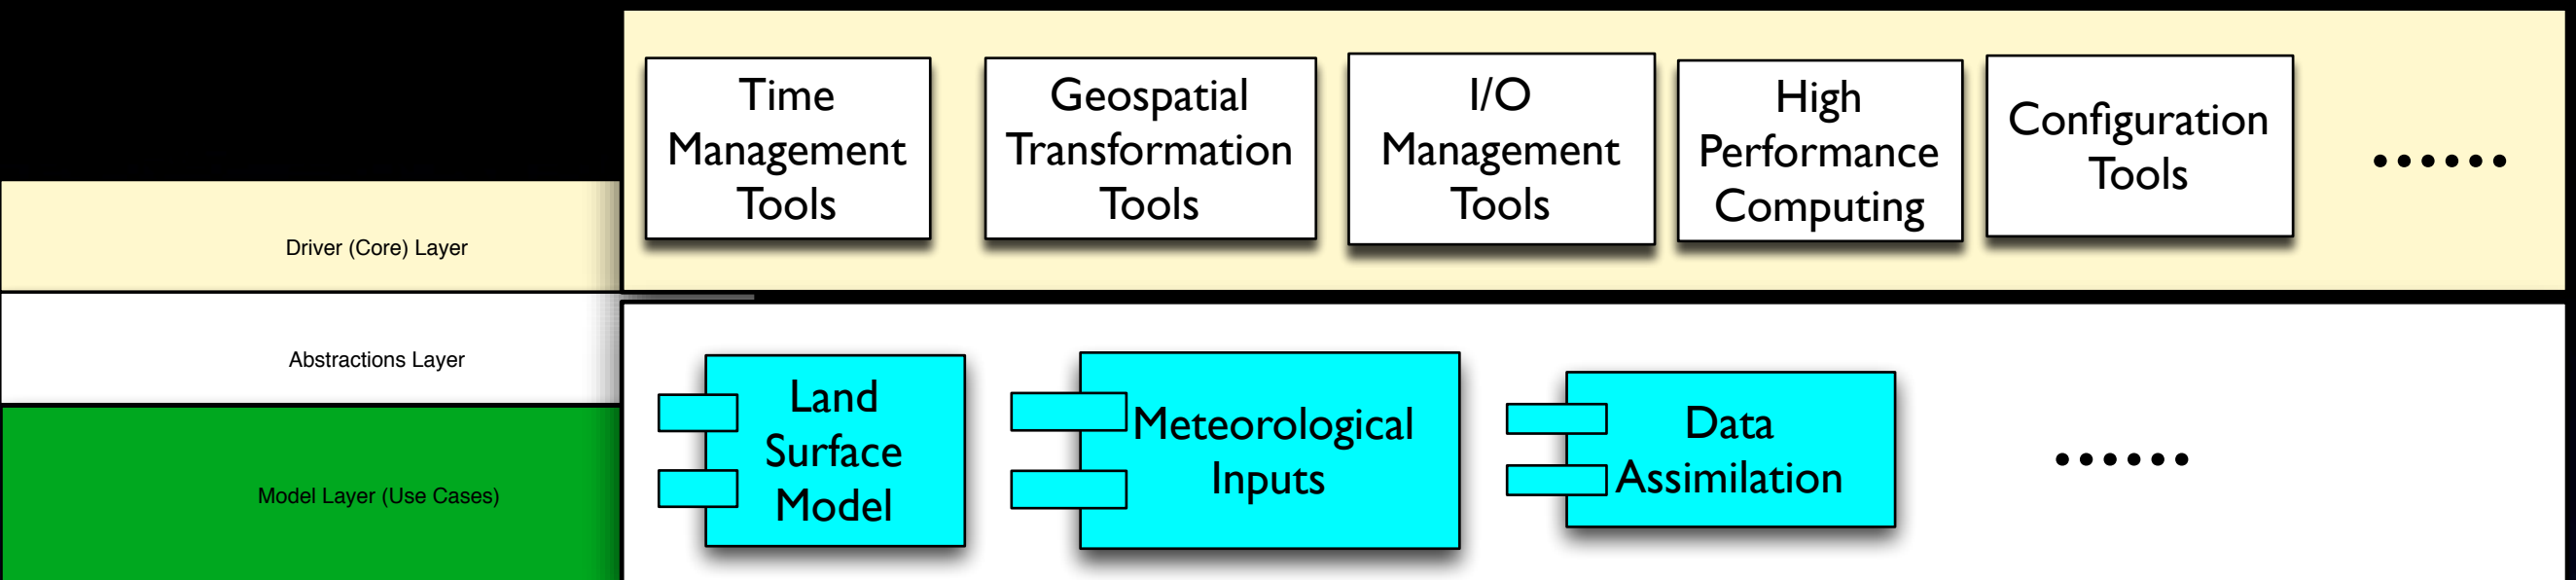 Time
Management
Tools
Geospatial
Transformation
Tools
I/O
Management
Tools
High
Performance
Computing
Configuration
Tools
......
Driver (Core) Layer
Abstractions Layer
Model Layer (Use Cases)
Land
Surface
Model
Meteorological
Inputs
Data
Assimilation
......